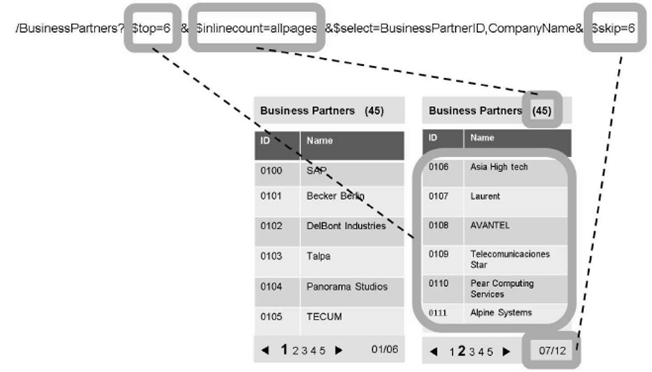 /BusinessPartners? $top=6 & $inlinecount=allpages &$select=BusinessPartnerID,CompanyName& $skip=6
Business Partners (45)
ID Name
0100 SAP
0101 Becker Berlin
0102 DelBont Industries
0103 Talpa
0104 Panorama Studios
0105 TECUM
◄ 1 2 3 4 5 ► 01/06
Business Partners (45)
ID Name
0106 Asia High tech
0107 Laurent
0108 AVANTEL
0109 Telecomunicaciones
Star
0110 Pear Computing
Services
0111 Alpine Systems
◄ 1 2 3 4 5 ► 07/12